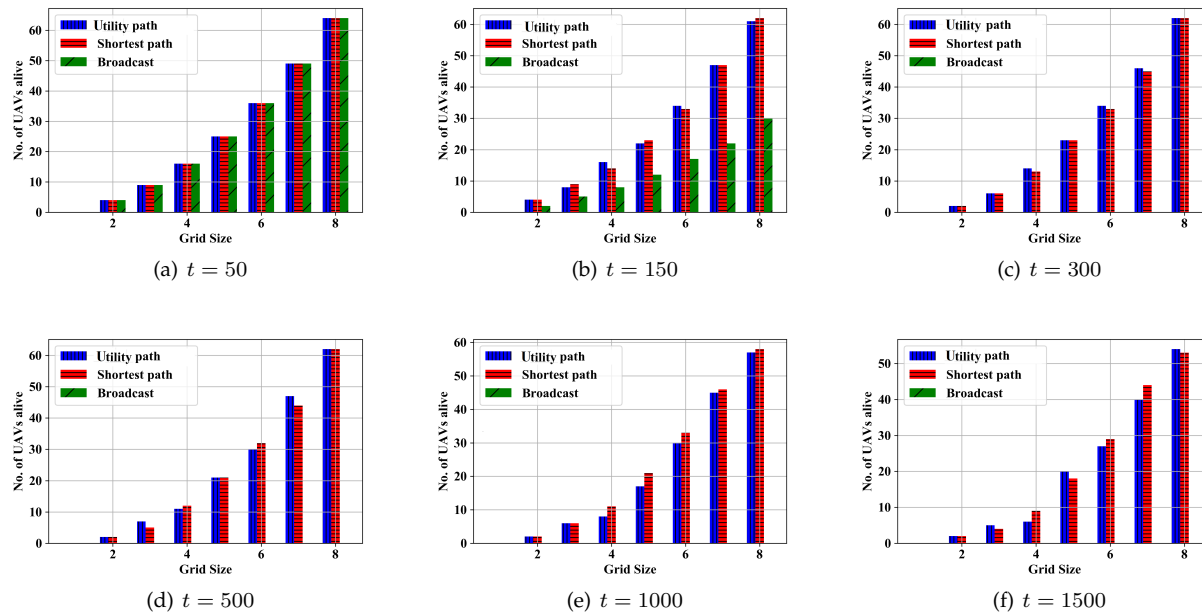 Utility path
Shortest path
Broadcast
No. of UAVs alive
60
50
40
30
20
10
0
2
4
6
8
Grid Size
(a) t = 50
Utility path
Shortest path
Broadcast
No. of UAVs alive
60
50
40
30
20
10
0
2
4
6
8
Grid Size
(b) t = 150
Utility path
Shortest path
Broadcast
No. of UAVs alive
60
50
40
30
20
10
0
2
4
6
8
Grid Size
(c) t = 300
Utility path
Shortest path
Broadcast
No. of UAVs alive
60
50
40
30
20
10
0
2
4
6
8
Grid Size
(d) t = 500
Utility path
Shortest path
Broadcast
No. of UAVs alive
60
50
40
30
20
10
0
2
4
6
8
Grid Size
(e) t = 1000
Utility path
Shortest path
Broadcast
No. of UAVs alive
50
40
30
20
10
0
2
4
6
8
Grid Size
(f) t = 1500